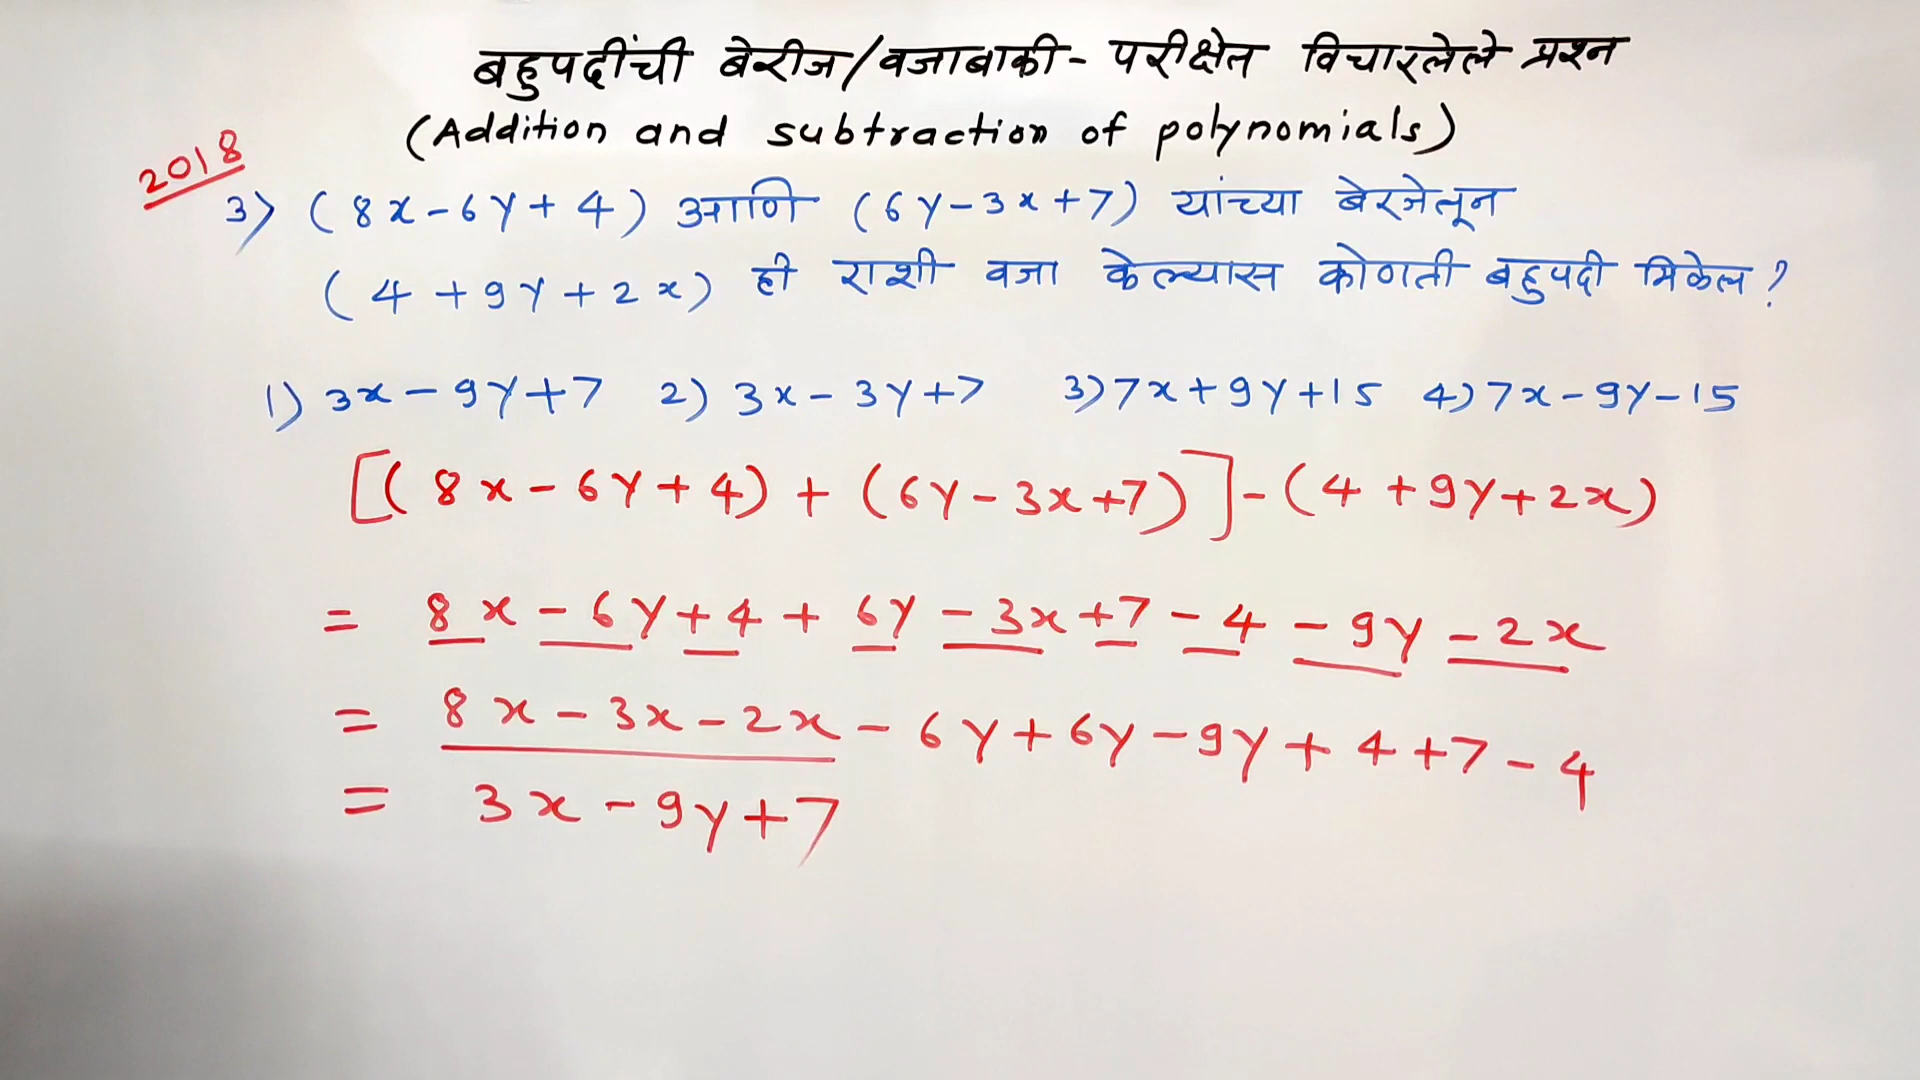 बहुपदींची बेरीज/वजाबाकी - परीक्षेत विचारलेले प्रश्न
(Addition and subtraction of polynomials)
2018
3) (8x-6y+4) आणि (6y-3x+7) यांच्या बेरजेतून
(4+9y+2x) ही राशी वजा केल्यास कोणती बहुपदी मिळेल?
1) 3x-9y+7 2) 3x-3y+7 3) 7x+9y+15 4) 7x-9y-15
[(8x-6y+4)+(6y-3x+7)]-(4+9y+2x)
= 8x-6y+4+6y-3x+7-4-9y-2x
= 8x-3x-2x-6y+6y-9y+4+7-4
= 3x-9y+7